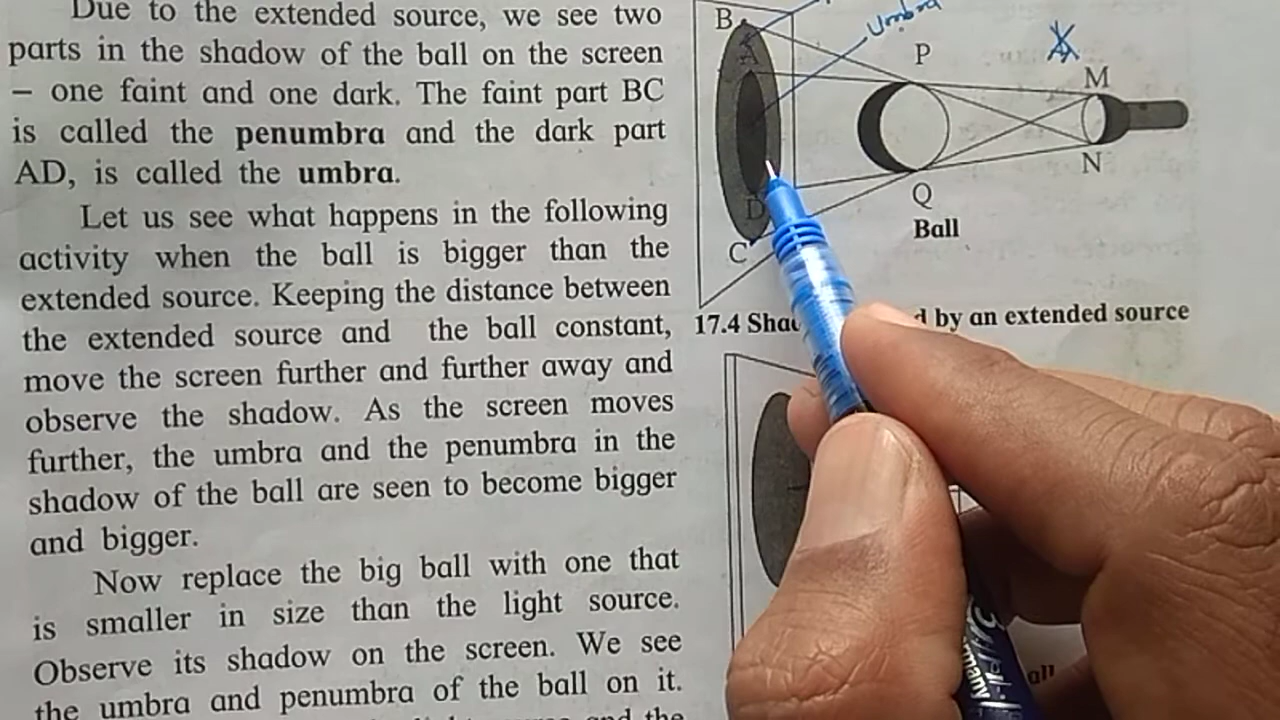 Due to the extended source, we see two
parts in the shadow of the ball on the screen
– one faint and one dark. The faint part BC
is called the penumbra and the dark part
AD, is called the umbra.
Let us see what happens in the following
activity when the ball is bigger than the
extended source. Keeping the distance between
the extended source and the ball constant,
move the screen further and further away and
observe the shadow. As the screen moves
further, the umbra and the penumbra in the
shadow of the ball are seen to become bigger
and bigger.
Now replace the big ball with one that
is smaller in size than the light source.
Observe its shadow on the screen. We see
the umbra and penumbra of the ball on it.
and the
B
A
Umbra
P
M
N
Q
D
C
Ball
17.4 by an extended source